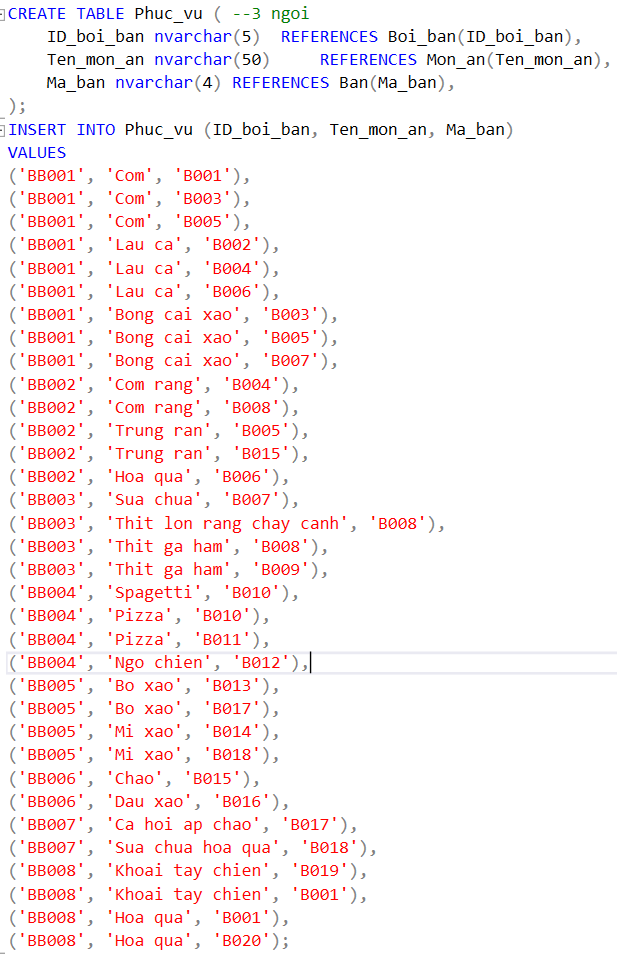 CREATE TABLE Phuc_vu ( --3 ngoi
ID_boi_ban nvarchar(5) REFERENCES Boi_ban(ID_boi_ban),
Ten_mon_an nvarchar(50) REFERENCES Mon_an(Ten_mon_an),
Ma_ban nvarchar(4) REFERENCES Ban(Ma_ban),
);
INSERT INTO Phuc_vu (ID_boi_ban, Ten_mon_an, Ma_ban)
VALUES
('BB001', 'Com', 'B001'),
('BB001', 'Com', 'B003'),
('BB001', 'Com', 'B005'),
('BB001', 'Lau ca', 'B002'),
('BB001', 'Lau ca', 'B004'),
('BB001', 'Lau ca', 'B006'),
('BB001', 'Bong cai xao', 'B003'),
('BB001', 'Bong cai xao', 'B005'),
('BB001', 'Bong cai xao', 'B007'),
('BB002', 'Com rang', 'B004'),
('BB002', 'Com rang', 'B008'),
('BB002', 'Trung ran', 'B005'),
('BB002', 'Trung ran', 'B015'),
('BB002', 'Hoa qua', 'B006'),
('BB003', 'Sua chua', 'B007'),
('BB003', 'Thit lon rang chay canh', 'B008'),
('BB003', 'Thit ga ham', 'B008'),
('BB003', 'Thit ga ham', 'B009'),
('BB004', 'Spagetti', 'B010'),
('BB004', 'Pizza', 'B010'),
('BB004', 'Pizza', 'B011'),
('BB004', 'Ngo chien', 'B012'),
('BB005', 'Bo xao', 'B013'),
('BB005', 'Bo xao', 'B017'),
('BB005', 'Mi xao', 'B014'),
('BB005', 'Mi xao', 'B018'),
('BB006', 'Chao', 'B015'),
('BB006', 'Dau xao', 'B016'),
('BB007', 'Ca hoi ap chao', 'B017'),
('BB007', 'Sua chua hoa qua', 'B018'),
('BB008', 'Khoai tay chien', 'B019'),
('BB008', 'Khoai tay chien', 'B001'),
('BB008', 'Hoa qua', 'B001'),
('BB008', 'Hoa qua', 'B020');